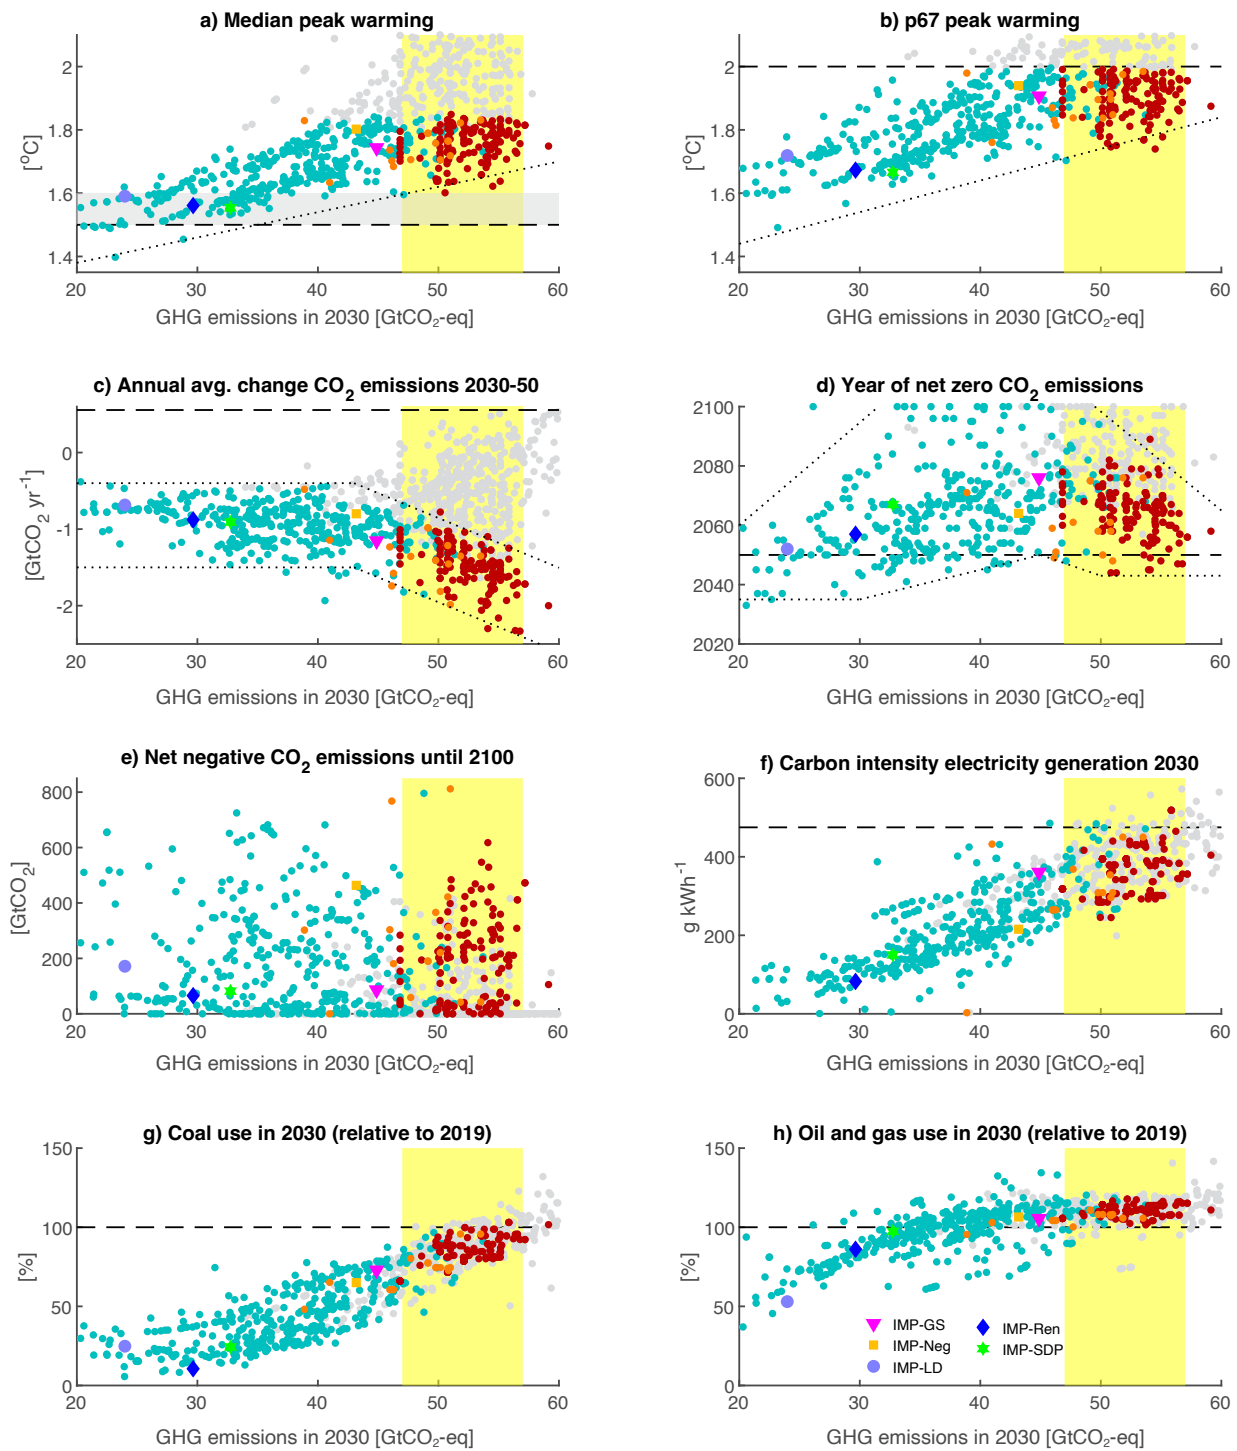 a) Median peak warming
[°C]
2
1.8
1.6
1.4
20 30 40 50 60
GHG emissions in 2030 [GtCO₂-eq]
b) p67 peak warming
[°C]
2
1.8
1.6
1.4
20 30 40 50 60
GHG emissions in 2030 [GtCO₂-eq]
c) Annual avg. change CO₂ emissions 2030-50
[GtCO₂ yr⁻¹]
0
-1
-2
20 30 40 50 60
GHG emissions in 2030 [GtCO₂-eq]
d) Year of net zero CO₂ emissions
2100
2080
2060
2040
2020
20 30 40 50 60
GHG emissions in 2030 [GtCO₂-eq]
e) Net negative CO₂ emissions until 2100
[GtCO₂]
800
600
400
200
0
20 30 40 50 60
GHG emissions in 2030 [GtCO₂-eq]
f) Carbon intensity electricity generation 2030
g kWh⁻¹
600
400
200
0
20 30 40 50 60
GHG emissions in 2030 [GtCO₂-eq]
g) Coal use in 2030 (relative to 2019)
[%]
150
100
50
0
20 30 40 50 60
GHG emissions in 2030 [GtCO₂-eq]
h) Oil and gas use in 2030 (relative to 2019)
[%]
150
100
50
0
IMP-GS
IMP-Neg
IMP-LD
IMP-Ren
IMP-SDP
20 30 40 50 60
GHG emissions in 2030 [GtCO₂-eq]